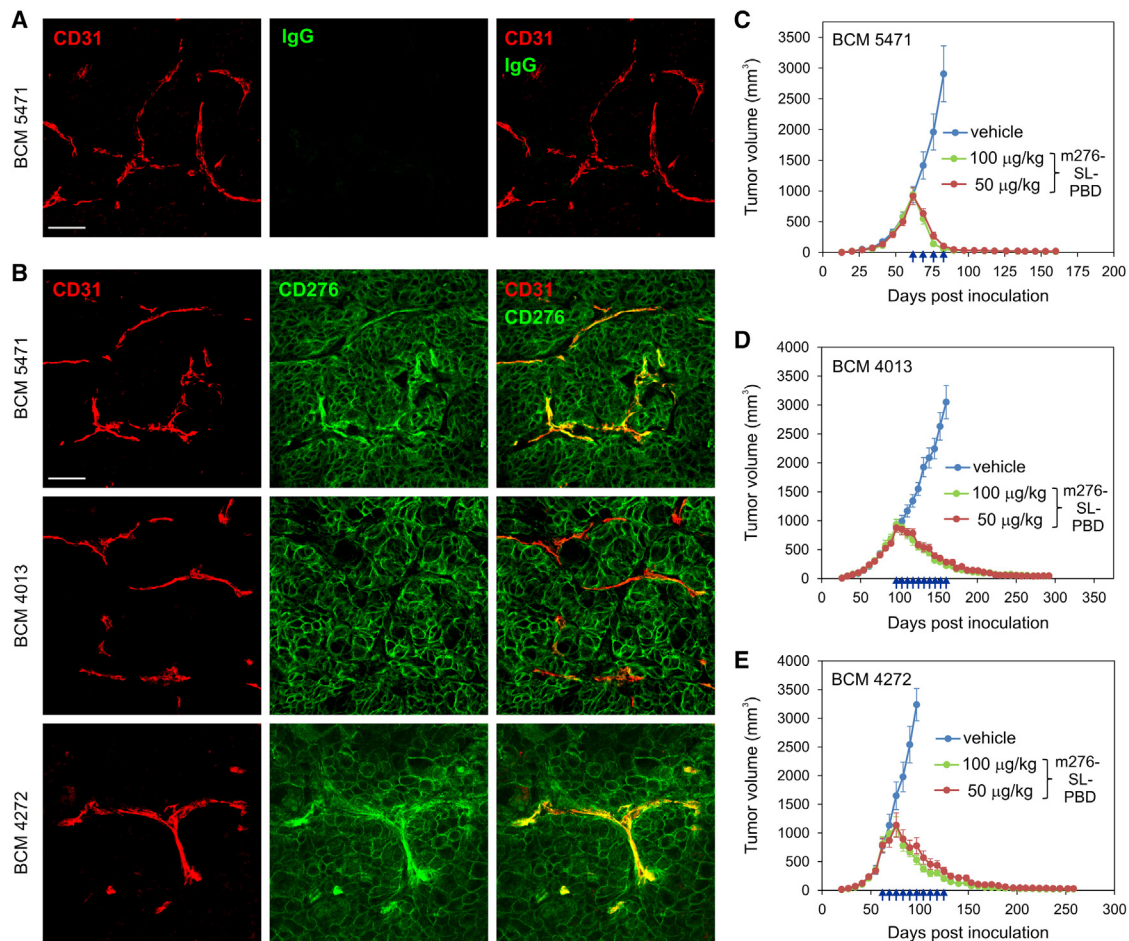 A
CD31
IgG
CD31
IgG
BCM 5471
B
CD31
CD276
CD31
CD276
BCM 5471
BCM 4013
BCM 4272
C
BCM 5471
Tumor volume (mm³)
3500
3000
2500
2000
1500
1000
500
0
vehicle
100 µg/kg
50 µg/kg
m276-
SL-
PBD
0 25 50 75 100 125 150 175 200
Days post inoculation
D
BCM 4013
Tumor volume (mm³)
4000
3500
3000
2500
2000
1500
1000
500
0
vehicle
100 µg/kg
50 µg/kg
m276-
SL-
PBD
0 50 100 150 200 250 300 350
Days post inoculation
E
BCM 4272
Tumor volume (mm³)
4000
3500
3000
2500
2000
1500
1000
500
0
vehicle
100 µg/kg
50 µg/kg
m276-
SL-
PBD
0 50 100 150 200 250 300
Days post inoculation